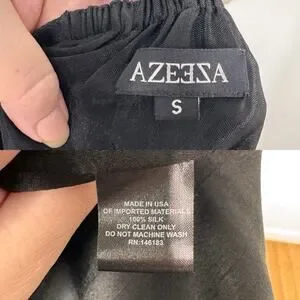 AZEEZA
S
MADE IN USA
OF IMPORTED MATERIALS
100% SILK
DRY CLEAN ONLY
DO NOT MACHINE WASH
RN:146183